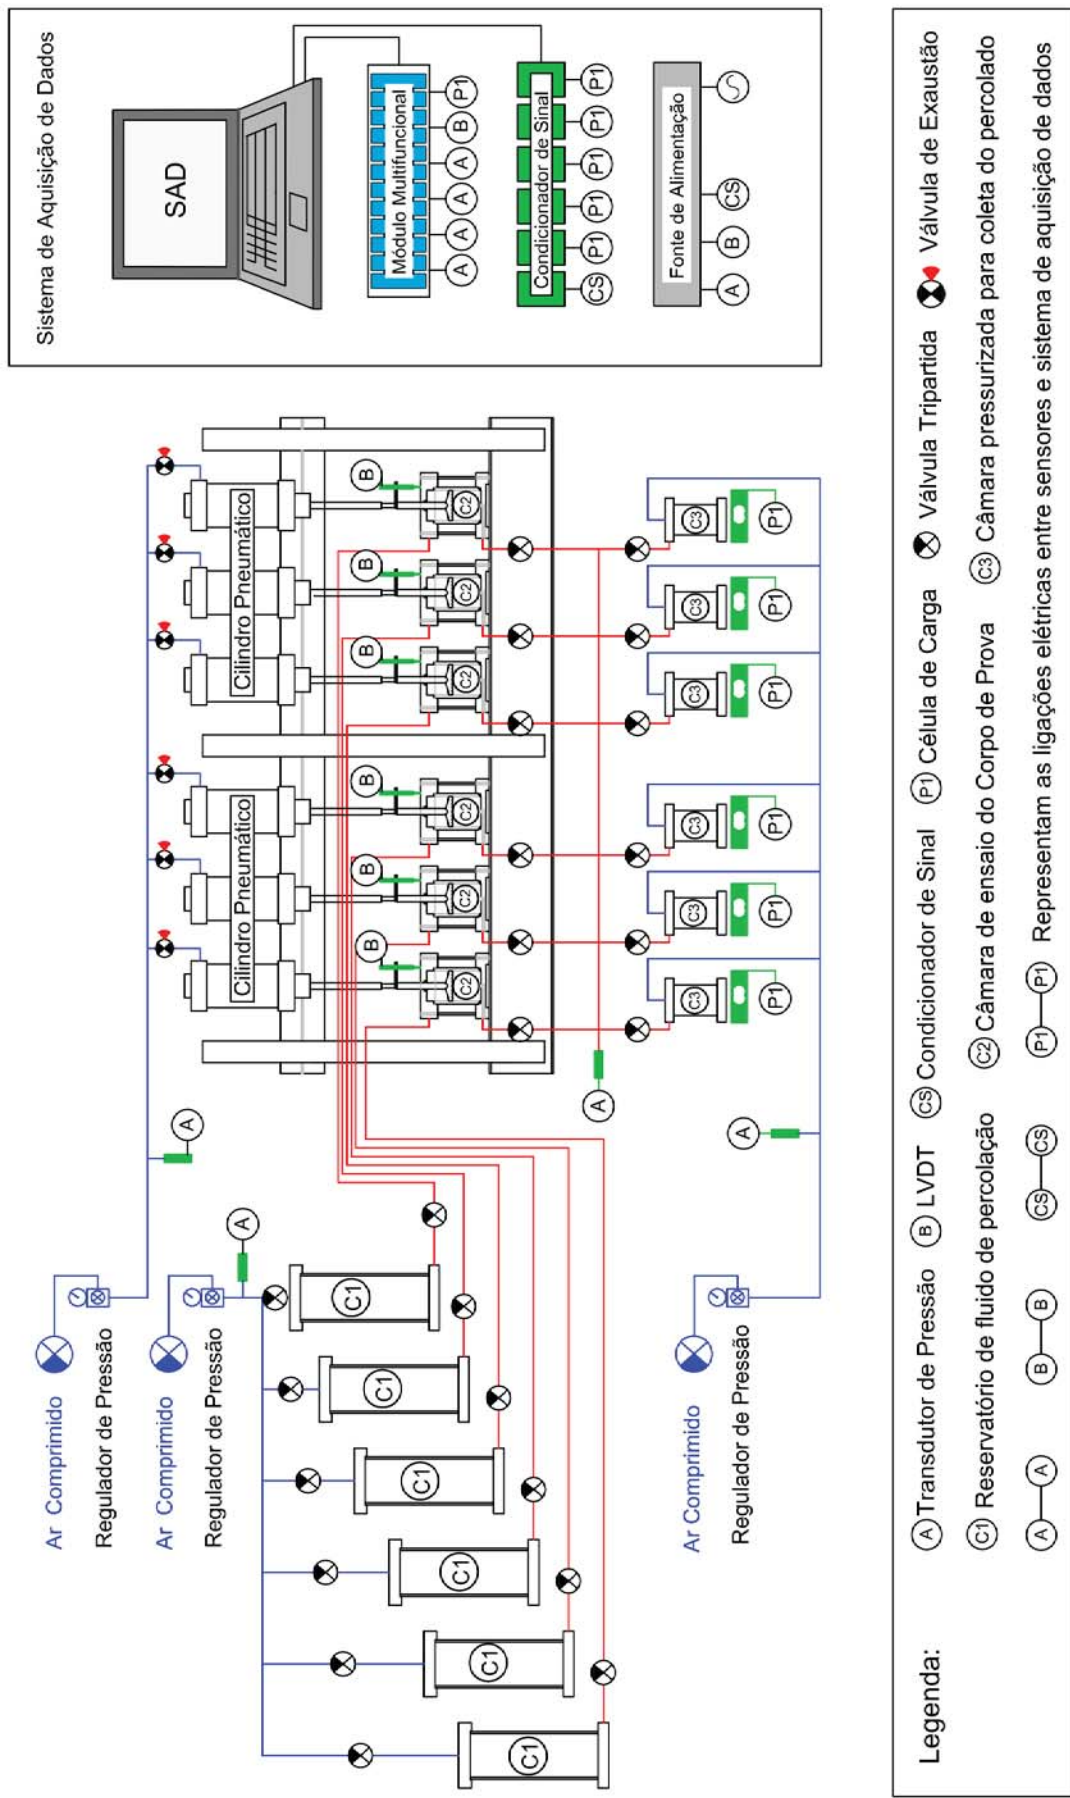 Sistema de Aquisição de Dados
SAD
Módulo Multifuncional
A
A
A
A
B
P1
Condicionador de Sinal
CS
P1
P1
P1
P1
P1
Fonte de Alimentação
A
B
CS
Ar Comprimido
Regulador de Pressão
A
Ar Comprimido
Regulador de Pressão
A
Cilindro Pneumático
Cilindro Pneumático
B
B
B
B
B
B
C2
C2
C2
C2
C2
C2
C1
C1
C1
C1
C1
C1
A
C3
C3
C3
C3
C3
C3
P1
P1
P1
P1
P1
P1
A
Ar Comprimido
Regulador de Pressão
Legenda:
A Transdutor de Pressão B LVDT CS Condicionador de Sinal P1 Célula de Carga Válvula Tripartida Válvula de Exaustão
C1 Reservatório de fluido de percolação C2 Câmara de ensaio do Corpo de Prova C3 Câmara pressurizada para coleta do percolado
A A B B CS CS P1 P1 Representam as ligações elétricas entre sensores e sistema de aquisição de dados